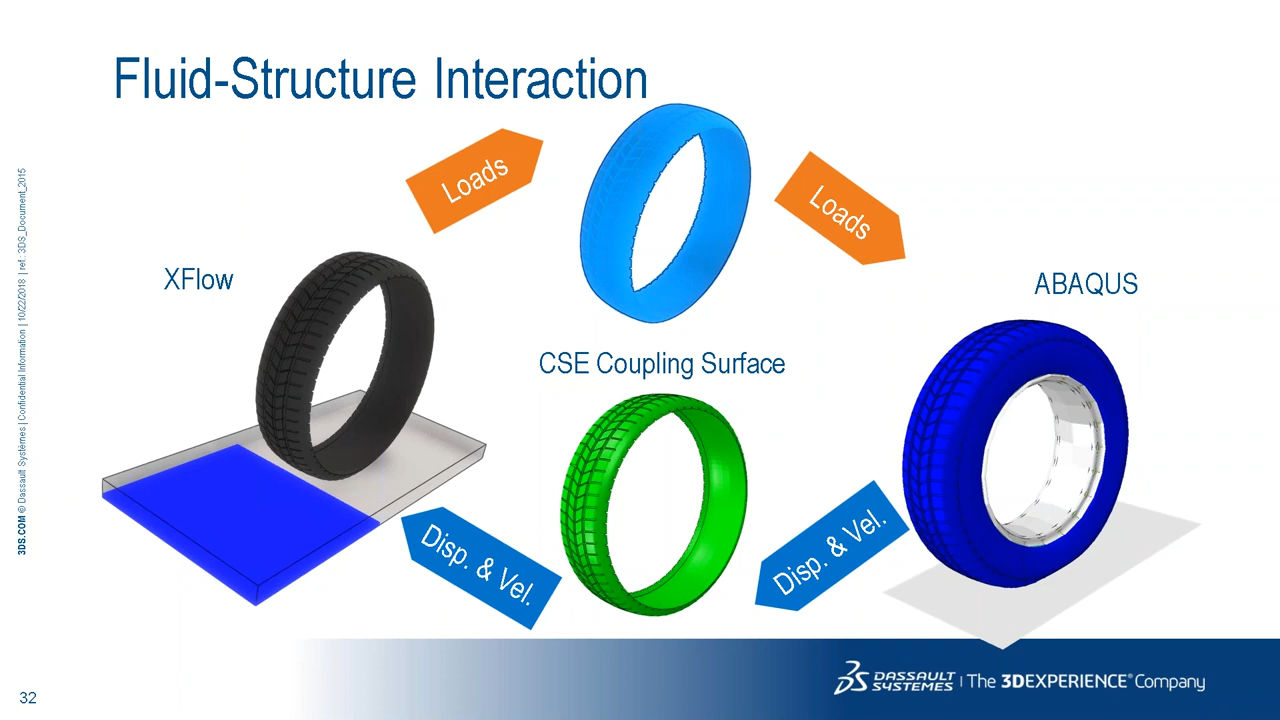 Fluid-Structure Interaction
Loads
Loads
XFlow
ABAQUS
CSE Coupling Surface
Disp. & Vel.
Disp. & Vel.
3DS.COM © Dassault Systèmes | Confidential Information | 10/22/2018 | ref.: 3DS_Document_2015
32
DASSAULT SYSTEMES | The 3DEXPERIENCE® Company